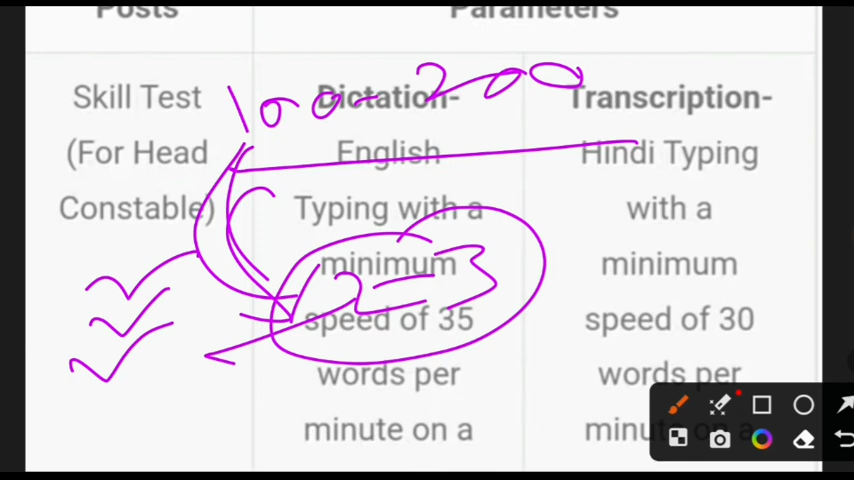 Posts
Parameters
Skill Test
(For Head
Constable)
Dictation-
English
Typing with a
minimum
speed of 35
words per
minute on a
Transcription-
Hindi Typing
with a
minimum
speed of 30
words per
minute on a
100-200
2-3